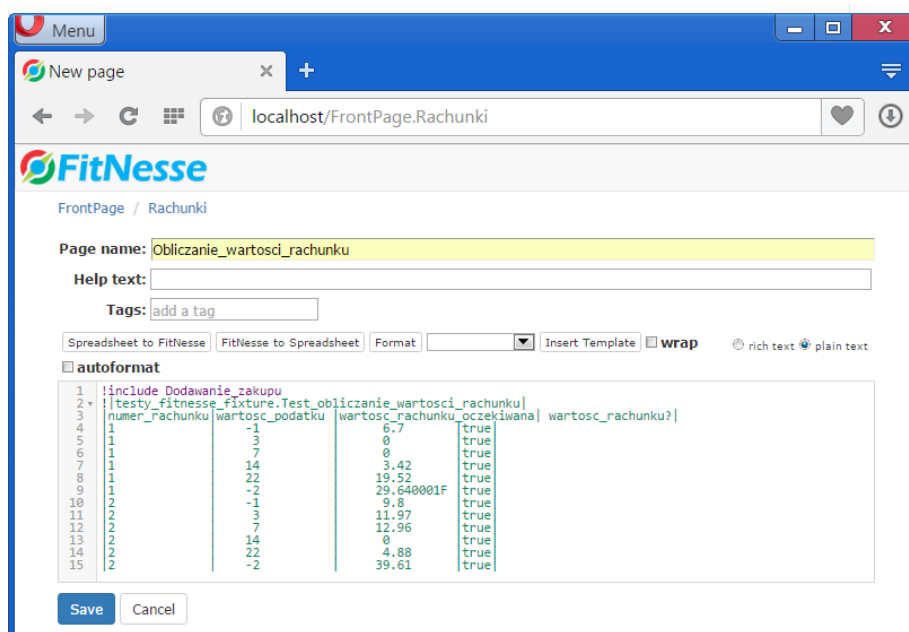 Menu
New page
localhost/FrontPage.Rachunki
FitNesse
FrontPage / Rachunki
Page name: Obliczanie_wartosci_rachunku
Help text:
Tags: add a tag
Spreadsheet to FitNesse FitNesse to Spreadsheet Format Insert Template wrap rich text plain text
autoformat
1 !include Dodawanie_zakupu
2 !|testy_fitnesse_fixture.Test_obliczanie_wartosci_rachunku|
3 |numer_rachunku|wartosc_podatku |wartosc_rachunku_oczekiwana| wartosc_rachunku?|
4 |1 | -1 | 6.7 |true|
5 |1 | 3 | 0 |true|
6 |1 | 7 | 0 |true|
7 |1 | 14 | 3.42 |true|
8 |1 | 22 | 19.52 |true|
9 |1 | -2 | 29.640001F |true|
10 |2 | -1 | 9.8 |true|
11 |2 | 3 | 11.97 |true|
12 |2 | 7 | 12.96 |true|
13 |2 | 14 | 0 |true|
14 |2 | 22 | 4.88 |true|
15 |2 | -2 | 39.61 |true|
Save Cancel